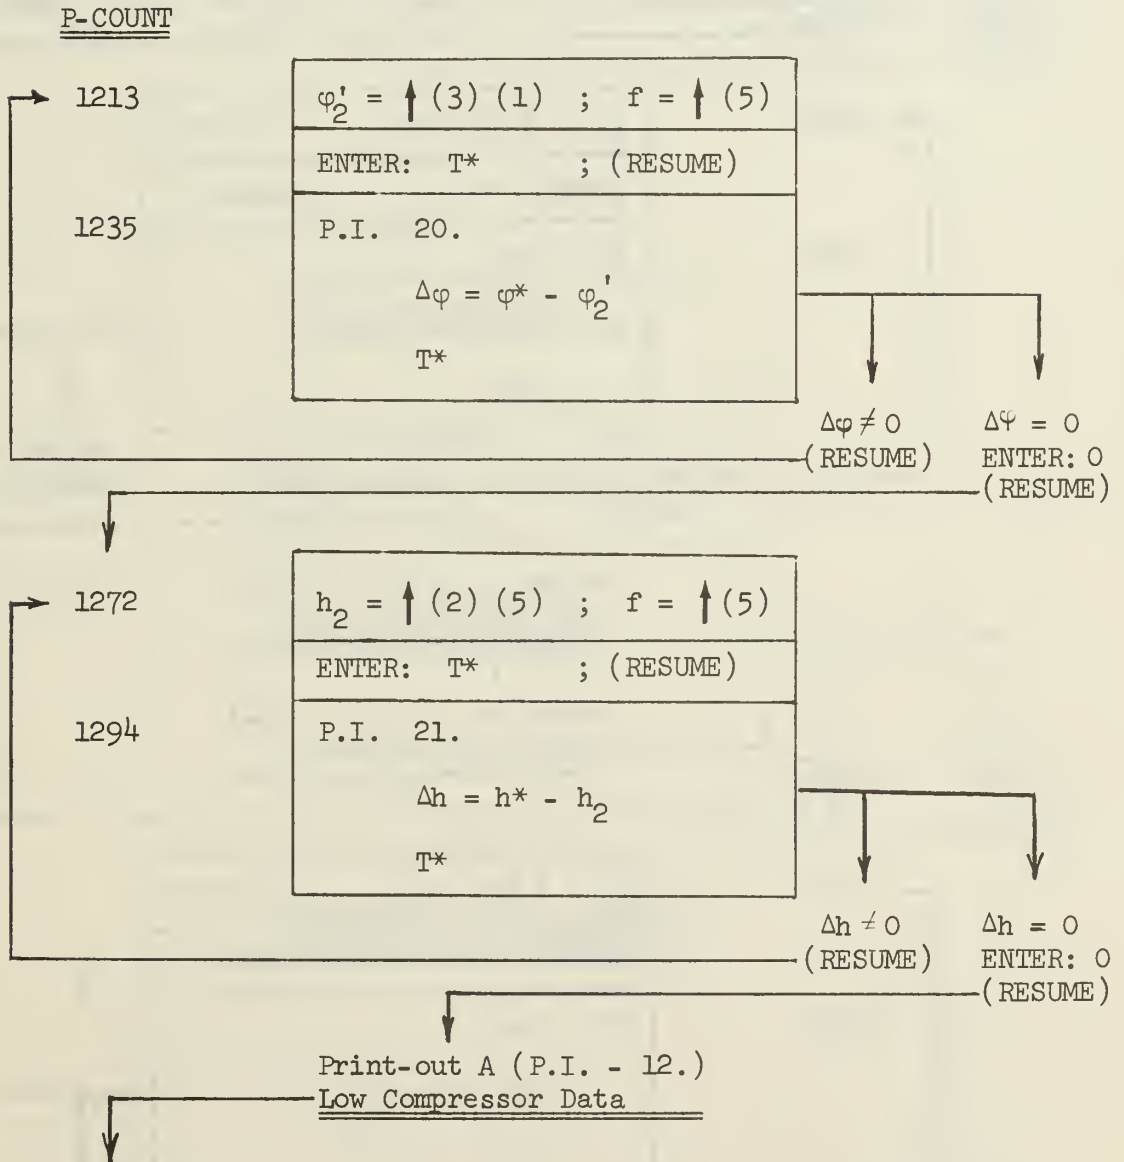 P-COUNT
1213
φ₂' = ↑ (3) (1) ; f = ↑ (5)
ENTER: T* ; (RESUME)
1235
P.I. 20.
Δφ = φ* - φ₂'
T*
Δφ ≠ 0
(RESUME)
Δφ = 0
ENTER: 0
(RESUME)
1272
h₂ = ↑ (2) (5) ; f = ↑ (5)
ENTER: T* ; (RESUME)
1294
P.I. 21.
Δh = h* - h₂
T*
Δh ≠ 0
(RESUME)
Δh = 0
ENTER: 0
(RESUME)
Print-out A (P.I. - 12.)
Low Compressor Data